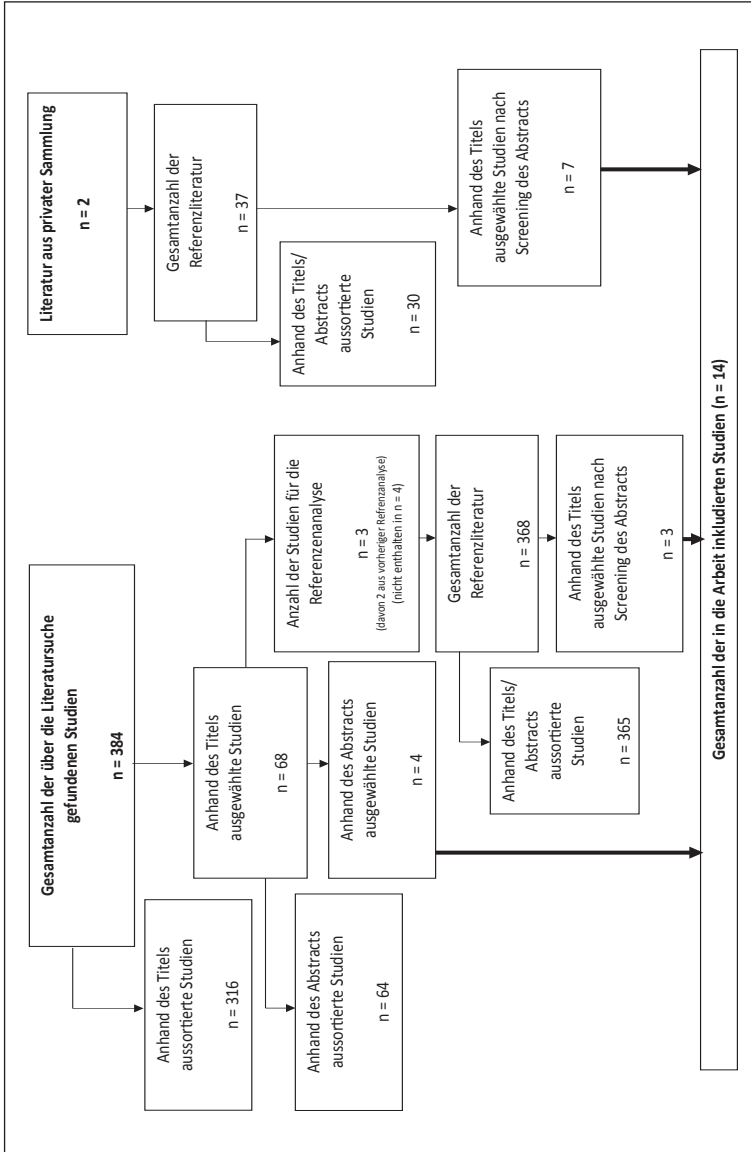 Gesamtanzahl der über die Literatursuche
gefundenen Studien
n = 384
Anhand des Titels
aussortierte Studien
n = 316
Anhand des Titels
ausgewählte Studien
n = 68
Anhand des Abstracts
aussortierte Studien
n = 64
Anhand des Abstracts
ausgewählte Studien
n = 4
Anzahl der Studien für die
Referenzenanalyse
n = 3
(davon 2 aus vorheriger Refrenzanalyse)
(nicht enthalten in n = 4)
Gesamtanzahl der
Referenzliteratur
n = 368
Anhand des Titels/
Abstracts
aussortierte
Studien
n = 365
Anhand des Titels
ausgewählte Studien nach
Screening des Abstracts
n = 3
Literatur aus privater Sammlung
n = 2
Gesamtanzahl der
Referenzliteratur
n = 37
Anhand des Titels/
Abstracts
aussortierte
Studien
n = 30
Anhand des Titels
ausgewählte Studien nach
Screening des Abstracts
n = 7
Gesamtanzahl der in die Arbeit inkludierten Studien (n = 14)